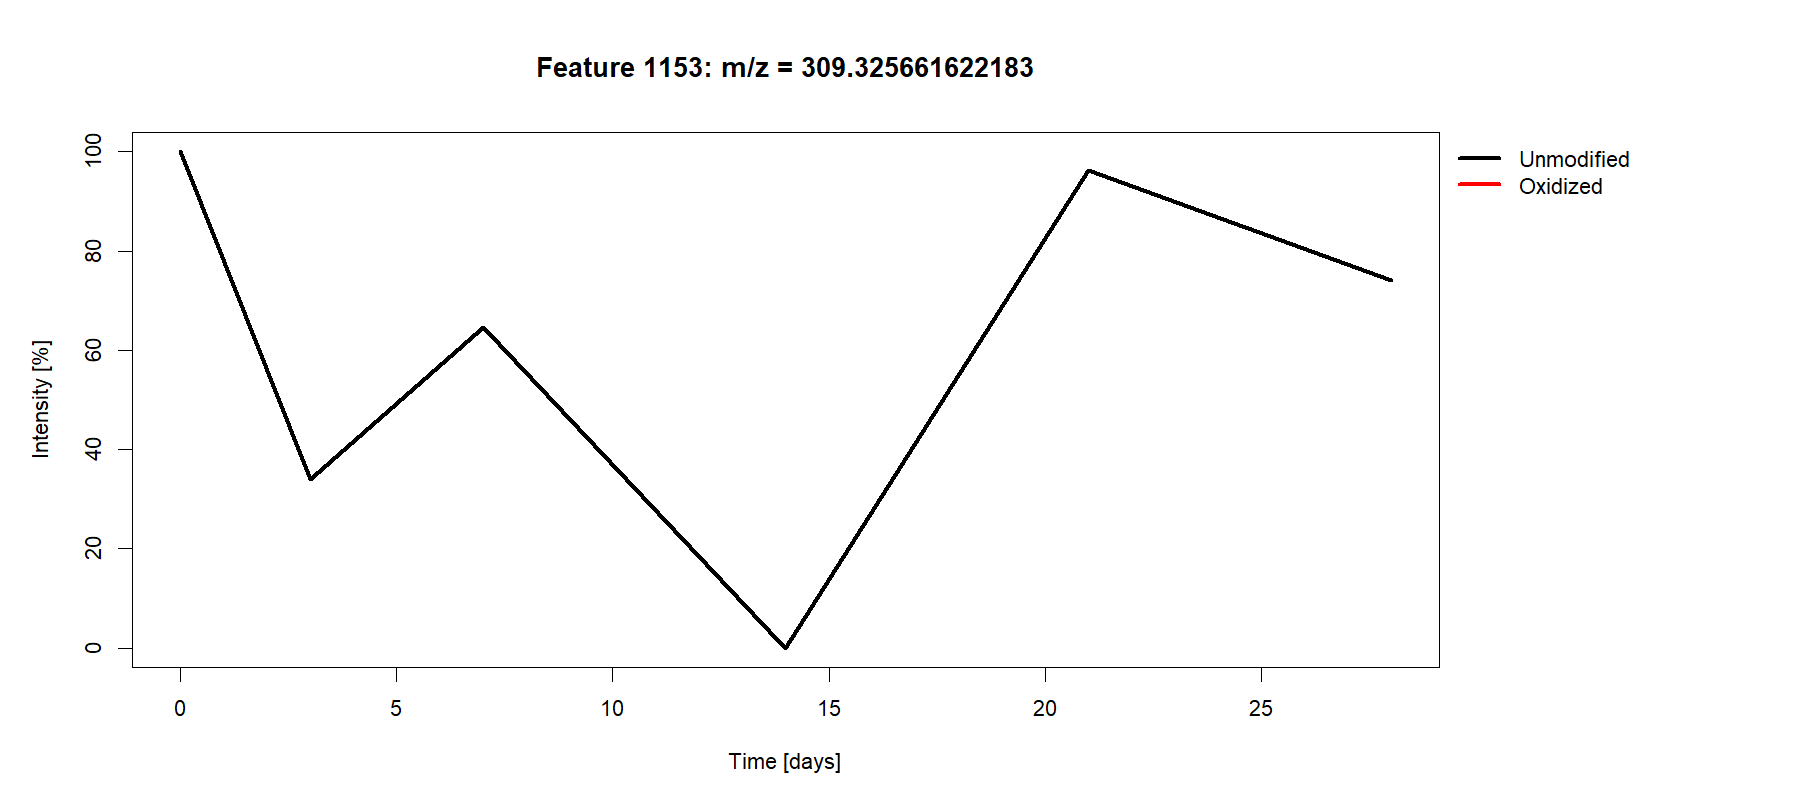 Feature 1153: m/z = 309.325661622183
Unmodified
Oxidized
Intensity [%]
100
80
60
40
20
0
0 5 10 15 20 25
Time [days]